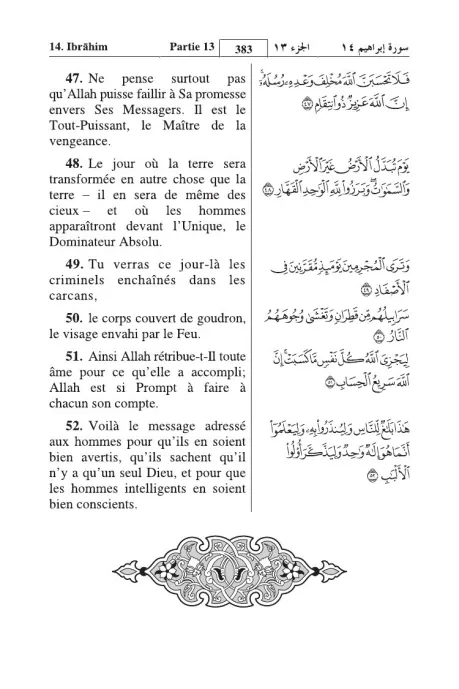 14. Ibrāhim Partie 13 383 الجزء ١٣ سورة إبراهيم ١٤
47. Ne pense surtout pas
qu’Allah puisse faillir à Sa promesse
envers Ses Messagers. Il est le
Tout-Puissant, le Maître de la
vengeance.
48. Le jour où la terre sera
transformée en autre chose que la
terre – il en sera de même des
cieux – et où les hommes
apparaîtront devant l’Unique, le
Dominateur Absolu.
49. Tu verras ce jour-là les
criminels enchaînés dans les
carcans,
50. le corps couvert de goudron,
le visage envahi par le Feu.
51. Ainsi Allah rétribue-t-Il toute
âme pour ce qu’elle a accompli;
Allah est si Prompt à faire à
chacun son compte.
52. Voilà le message adressé
aux hommes pour qu’ils en soient
bien avertis, qu’ils sachent qu’il
n’y a qu’un seul Dieu, et pour que
les hommes intelligents en soient
bien conscients.
فَلَا تَحْسَبَنَّ ٱللَّهَ مُخْلِفَ وَعْدِهِۦ رُسُلَهُۥٓ ۗ
إِنَّ ٱللَّهَ عَزِيزٌ ذُو ٱنتِقَامٍ ٤٧
يَوْمَ تُبَدَّلُ ٱلْأَرْضُ غَيْرَ ٱلْأَرْضِ
وَٱلسَّمَٰوَٰتُ ۖ وَبَرَزُوا۟ لِلَّهِ ٱلْوَٰحِدِ ٱلْقَهَّارِ ٤٨
وَتَرَى ٱلْمُجْرِمِينَ يَوْمَئِذٍ مُّقَرَّنِينَ فِى
ٱلْأَصْفَادِ ٤٩
سَرَابِيلُهُم مِّن قَطِرَانٍ وَتَغْشَىٰ وُجُوهَهُمُ
ٱلنَّارُ ٥٠
لِيَجْزِىَ ٱللَّهُ كُلَّ نَفْسٍ مَّا كَسَبَتْ ۚ إِنَّ
ٱللَّهَ سَرِيعُ ٱلْحِسَابِ ٥١
هَٰذَا بَلَٰغٌ لِّلنَّاسِ وَلِيُنذَرُوا۟ بِهِۦ وَلِيَعْلَمُوٓا۟
أَنَّمَا هُوَ إِلَٰهٌ وَٰحِدٌ وَلِيَذَّكَّرَ أُو۟لُوا۟
ٱلْأَلْبَٰبِ ٥٢